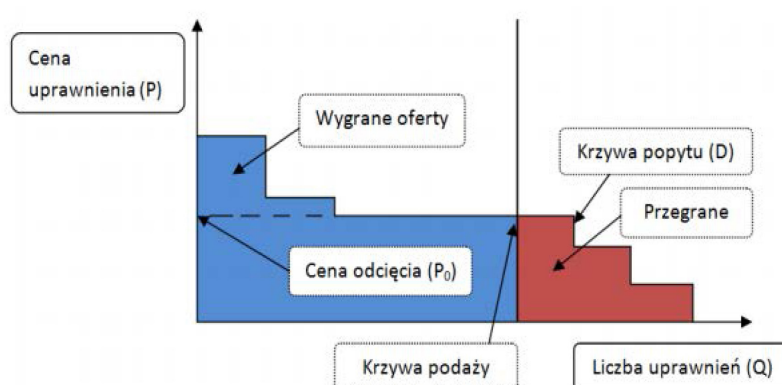 Cena
uprawnienia (P)
Wygrane oferty
Krzywa popytu (D)
Przegrane
Cena odcięcia (P₀)
Krzywa podaży
Liczba uprawnień (Q)